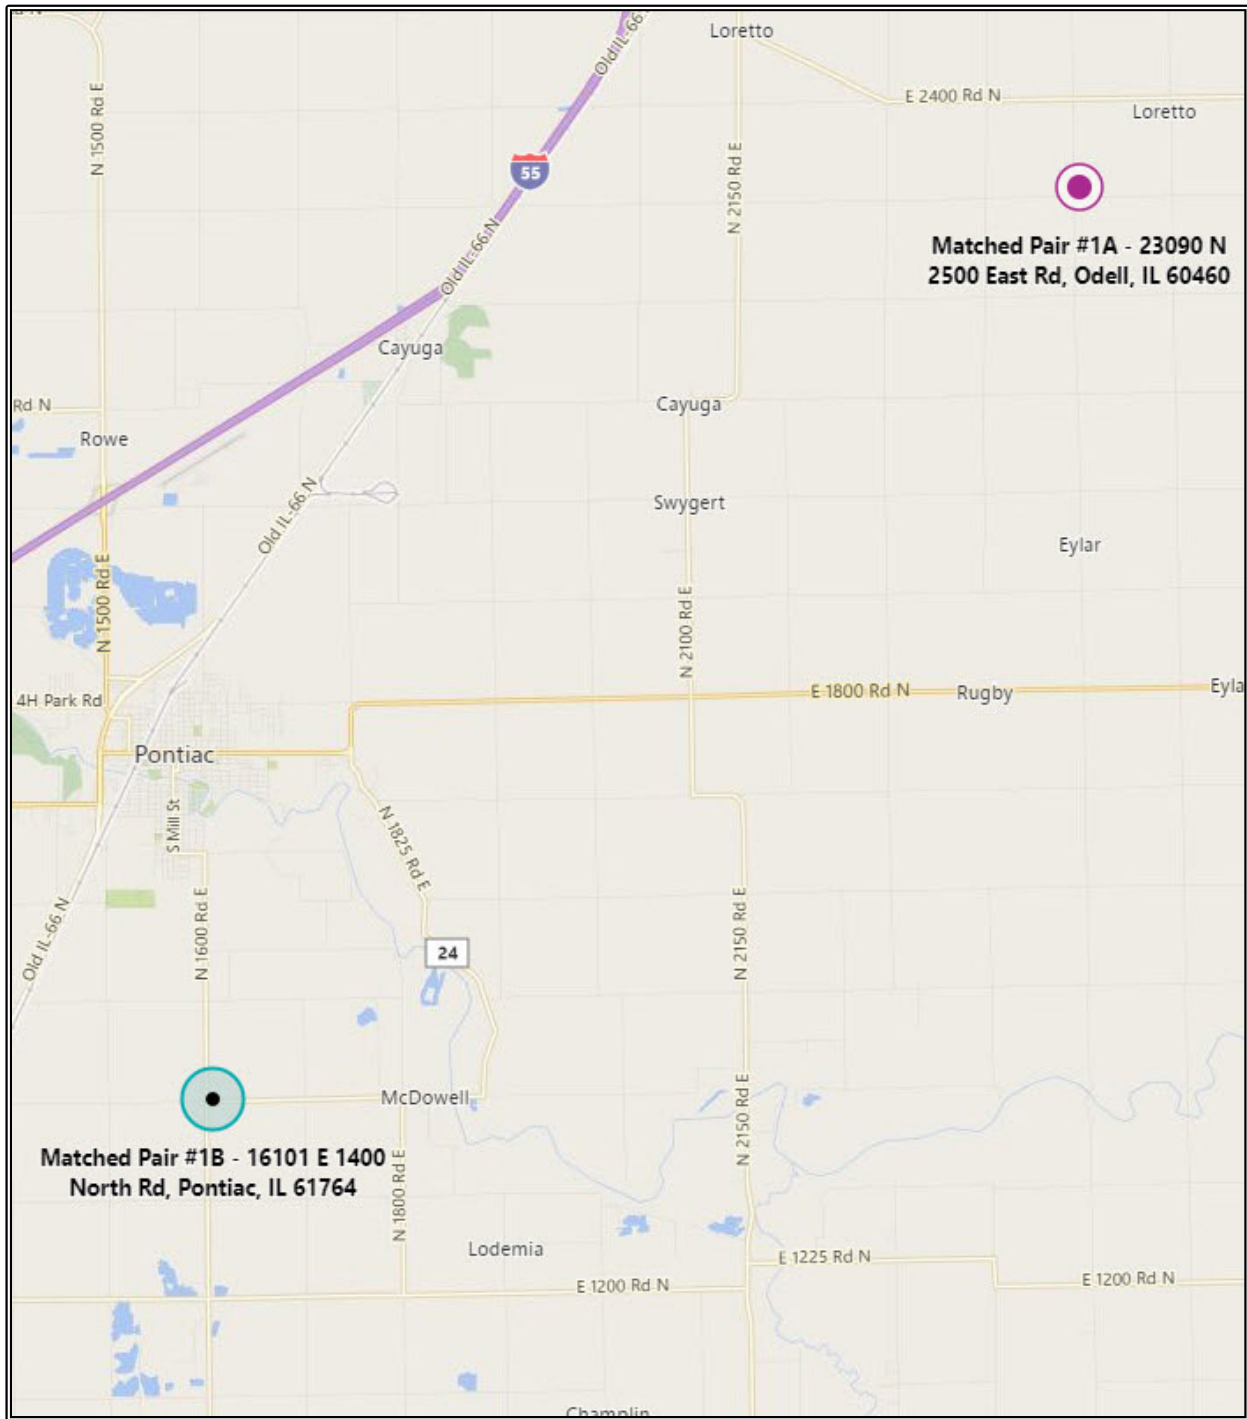 Loretto
Old IL-66
N 1500 Rd E
E 2400 Rd N
Loretto
N 2150 Rd E
55
Matched Pair #1A - 23090 N
2500 East Rd, Odell, IL 60460
Old IL-66 N
Cayuga
Rd N
Cayuga
Rowe
Swygert
Old IL-66 N
Eylar
N 1500 Rd E
N 2100 Rd E
4H Park Rd
E 1800 Rd N
Rugby
Eyla
Pontiac
S Mill St
N 1825 Rd E
Old IL-66 N
N 1600 Rd E
N 2150 Rd E
24
McDowell
N 2150 Rd E
Matched Pair #1B - 16101 E 1400
North Rd, Pontiac, IL 61764
N 1800 Rd E
Lodemia
E 1225 Rd N
E 1200 Rd N
E 1200 Rd N
Champlin